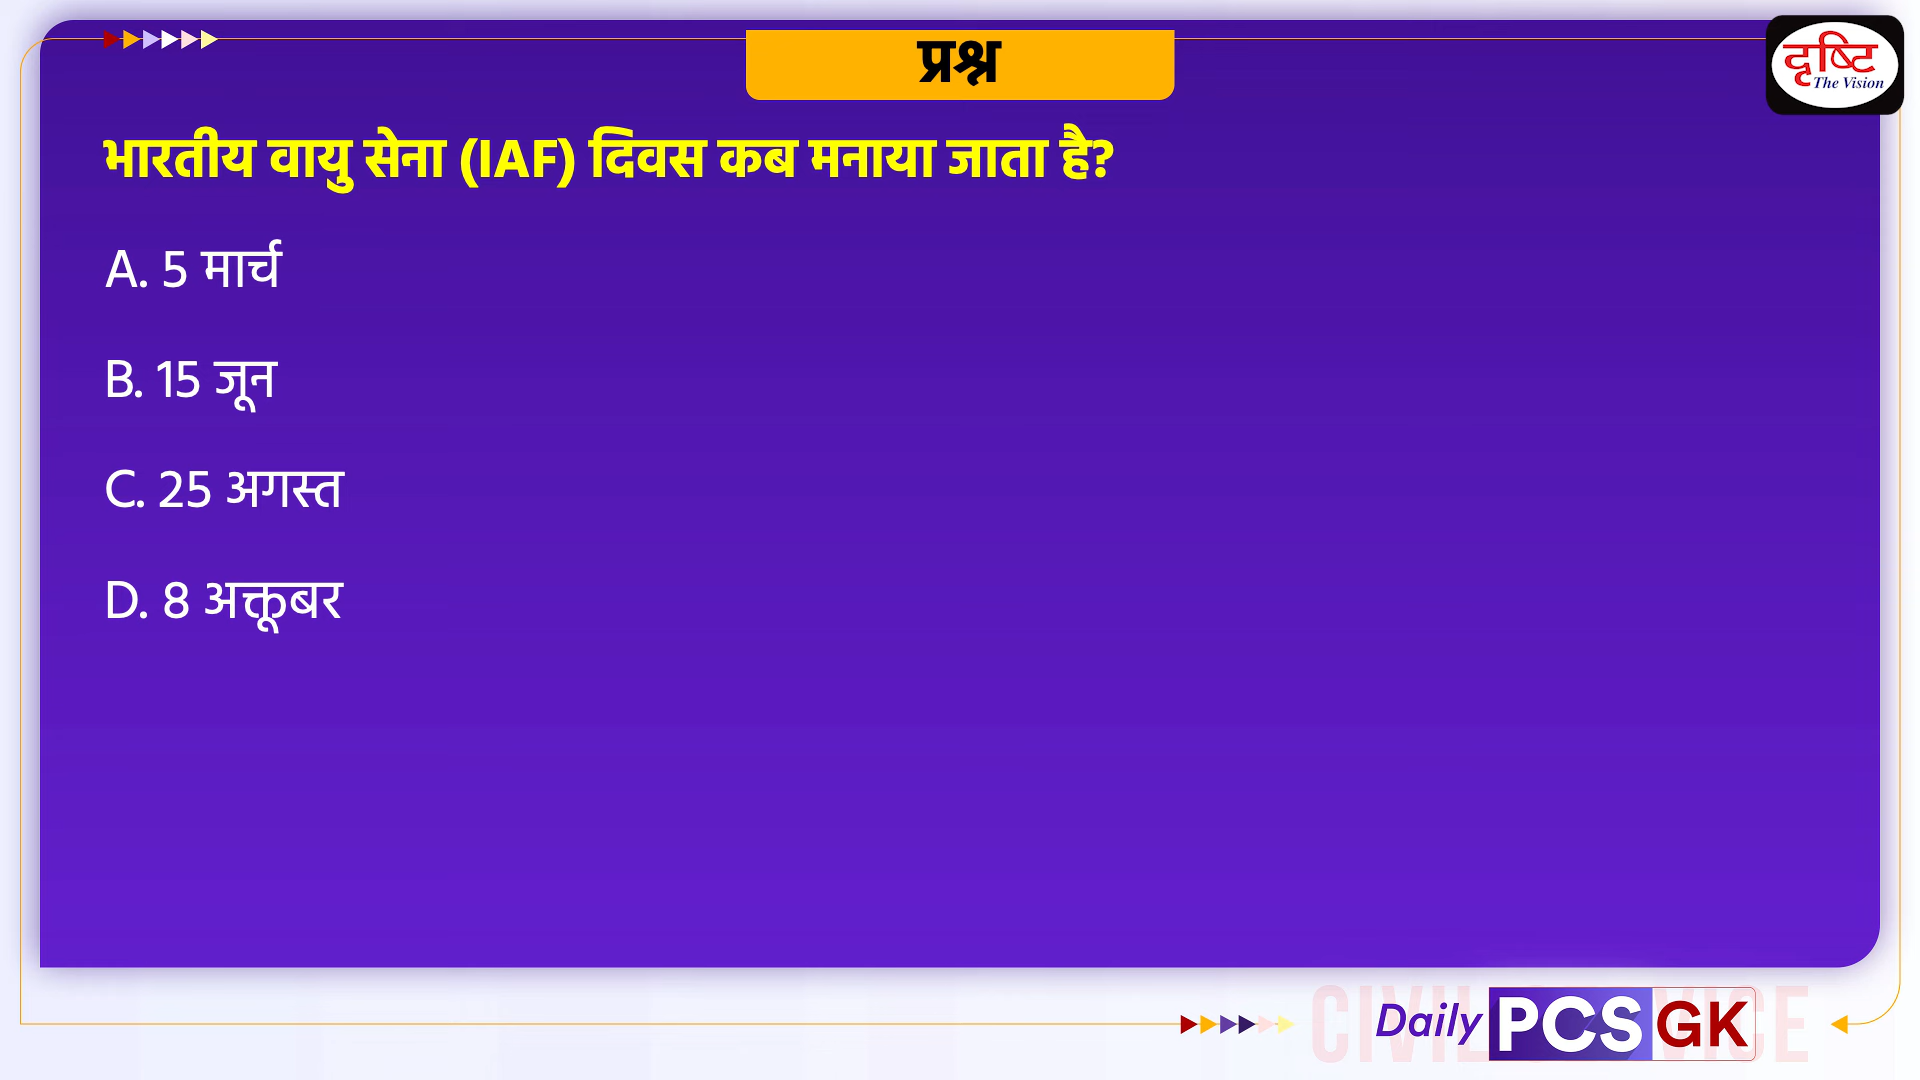 प्रश्न
दृष्टि
The Vision
भारतीय वायु सेना (IAF) दिवस कब मनाया जाता है?
A. 5 मार्च
B. 15 जून
C. 25 अगस्त
D. 8 अक्तूबर
Daily PCS GK